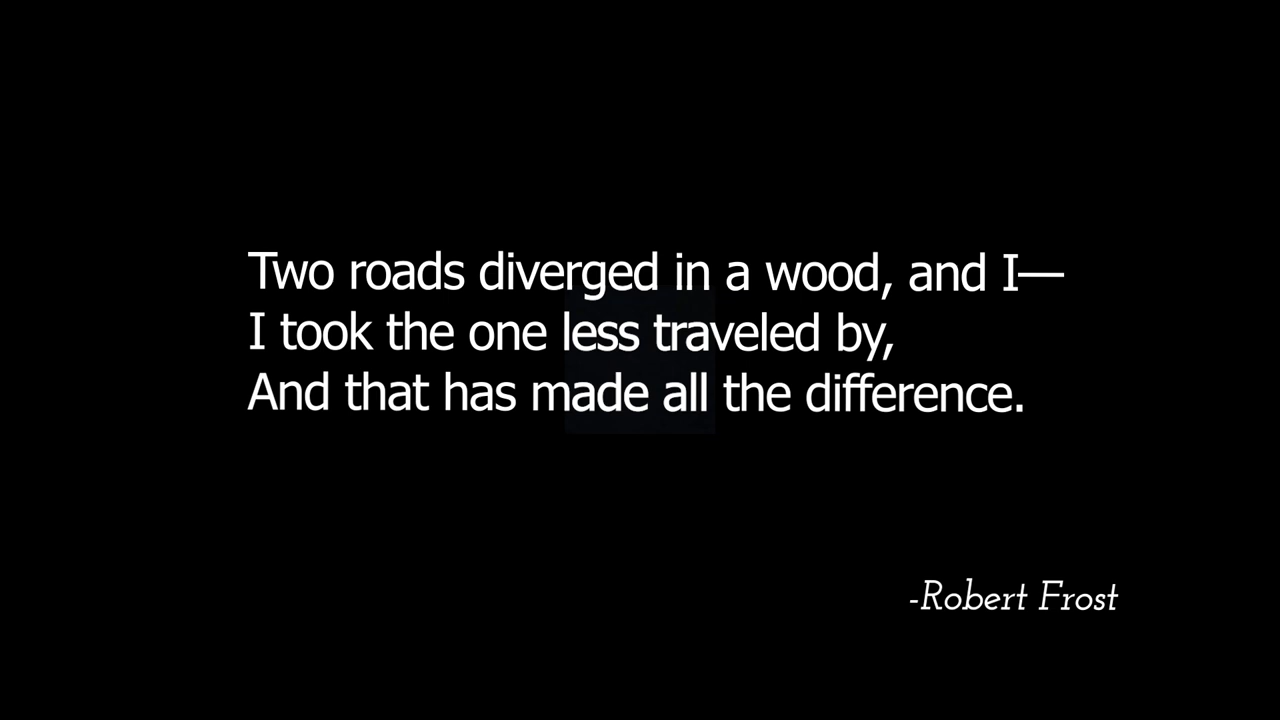 Two roads diverged in a wood, and I—
I took the one less traveled by,
And that has made all the difference.
-Robert Frost